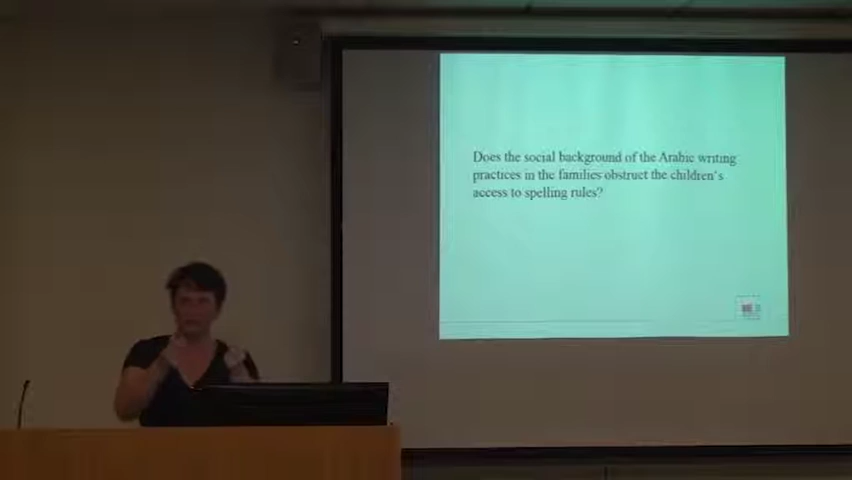 Does the social background of the Arabic writing
practices in the families obstruct the children's
access to spelling rules?